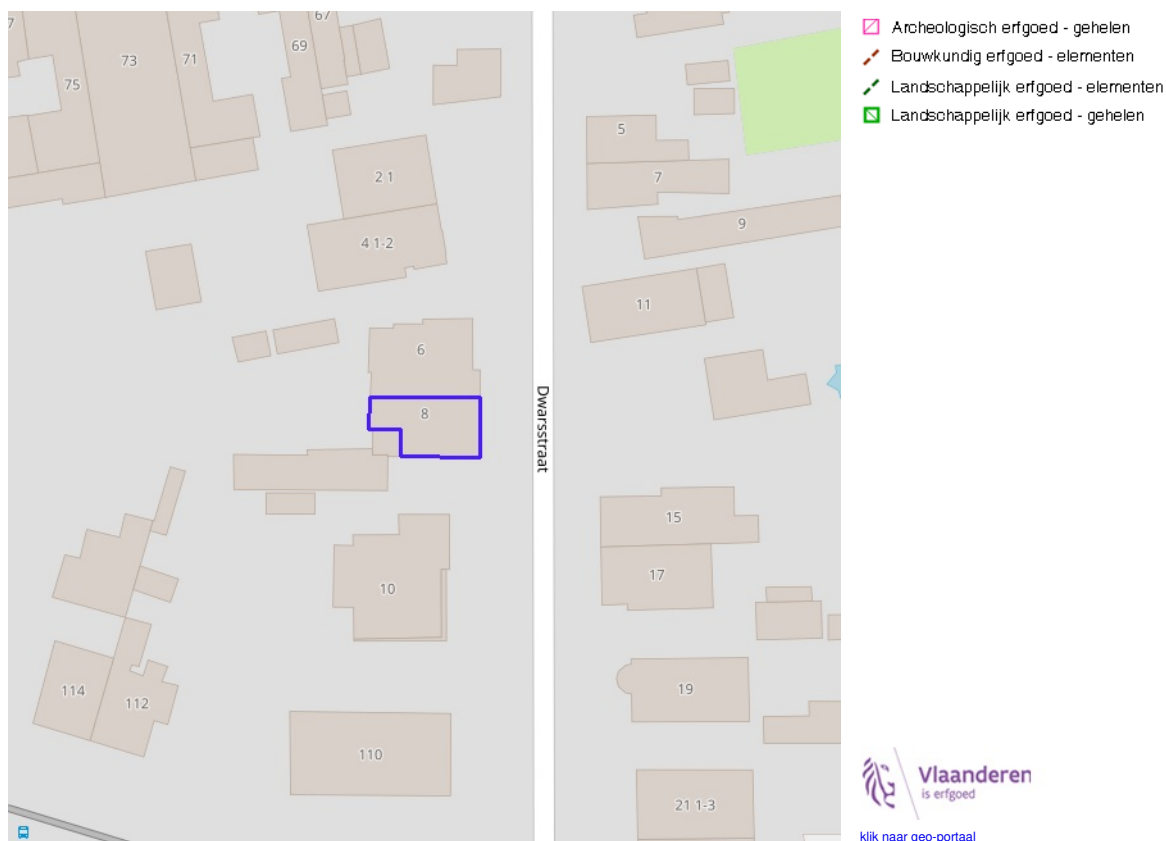 67
73
69
71
75
5
2 1
7
9
4 1-2
11
6
8
Dwarsstraat
15
17
10
114
112
19
110
21 1-3
Archeologisch erfgoed - gehelen
Bouwkundig erfgoed - elementen
Landschappelijk erfgoed - elementen
Landschappelijk erfgoed - gehelen
Vlaanderen
is erfgoed
klik naar geo-portaal